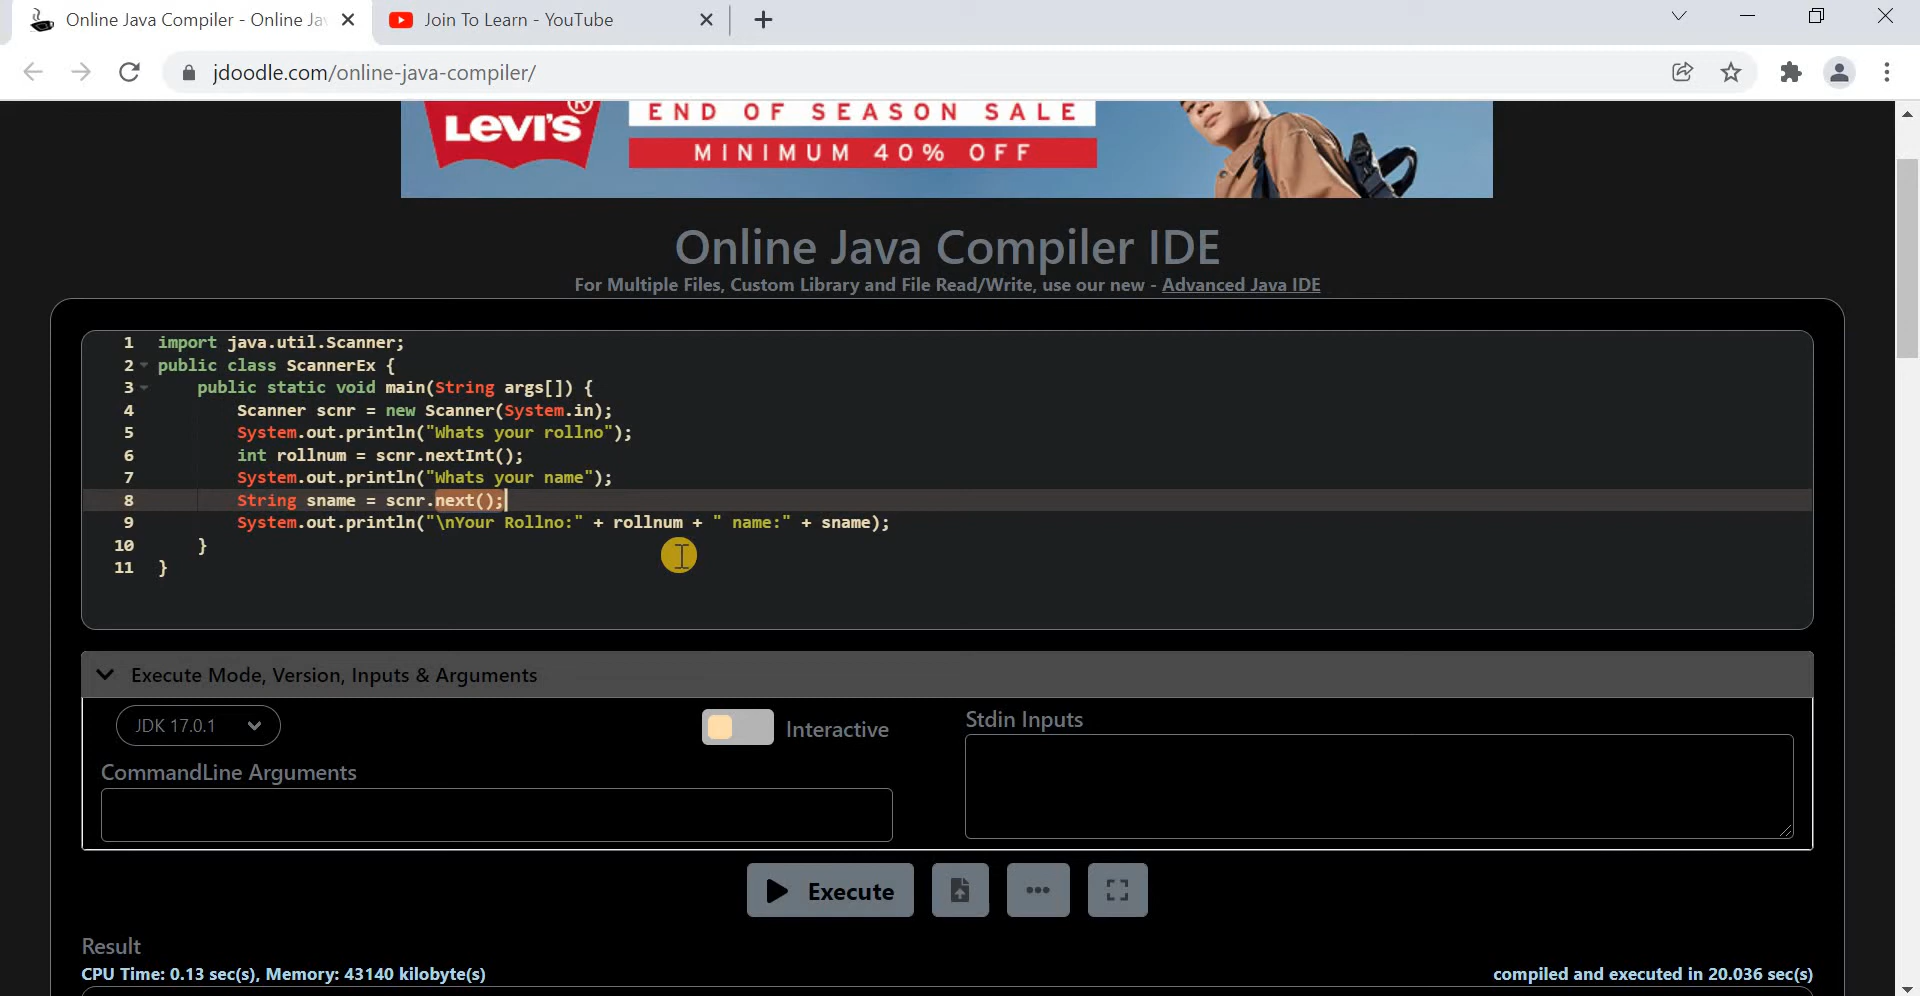 Online Java Compiler - Online Ja
Join To Learn - YouTube
jdoodle.com/online-java-compiler/
LEVI'S®
END OF SEASON SALE
MINIMUM 40% OFF
Online Java Compiler IDE
For Multiple Files, Custom Library and File Read/Write, use our new - Advanced Java IDE
1 import java.util.Scanner;
2 public class ScannerEx {
3 public static void main(String args[]) {
4 Scanner scnr = new Scanner(System.in);
5 System.out.println("Whats your rollno");
6 int rollnum = scnr.nextInt();
7 System.out.println("Whats your name");
8 String sname = scnr.next();
9 System.out.println("\nYour Rollno:" + rollnum + " name:" + sname);
10 }
11 }
Execute Mode, Version, Inputs & Arguments
JDK 17.0.1
Interactive
Stdin Inputs
CommandLine Arguments
Execute
Result
CPU Time: 0.13 sec(s), Memory: 43140 kilobyte(s)
compiled and executed in 20.036 sec(s)